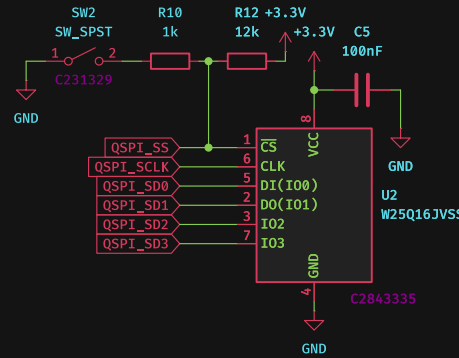 SW2
SW_SPST
R10
1k
R12
12k
+3.3V
+3.3V
C5
100nF
1
2
C231329
GND
8
VCC
GND
QSPI_SS
1
CS
QSPI_SCLK
6
CLK
QSPI_SD0
5
DI(IO0)
QSPI_SD1
2
DO(IO1)
QSPI_SD2
3
IO2
QSPI_SD3
7
IO3
U2
W25Q16JVSS
GND
4
C2843335
GND